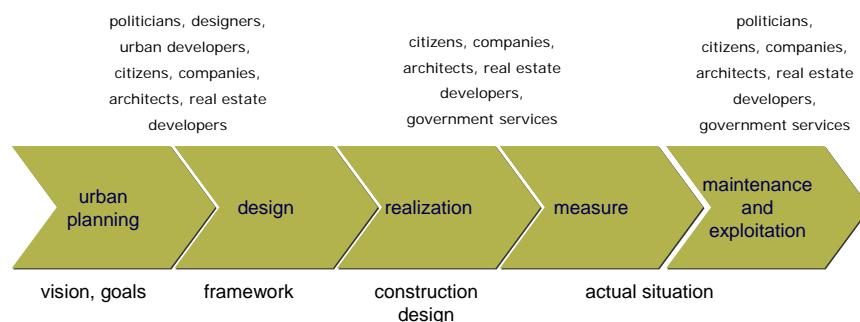 politicians, designers,
urban developers,
citizens, companies,
architects, real estate
developers
citizens, companies,
architects, real estate
developers,
government services
politicians,
citizens, companies,
architects, real estate
developers,
government services
urban
planning
design
realization
measure
maintenance
and
exploitation
vision, goals
framework
construction
design
actual situation